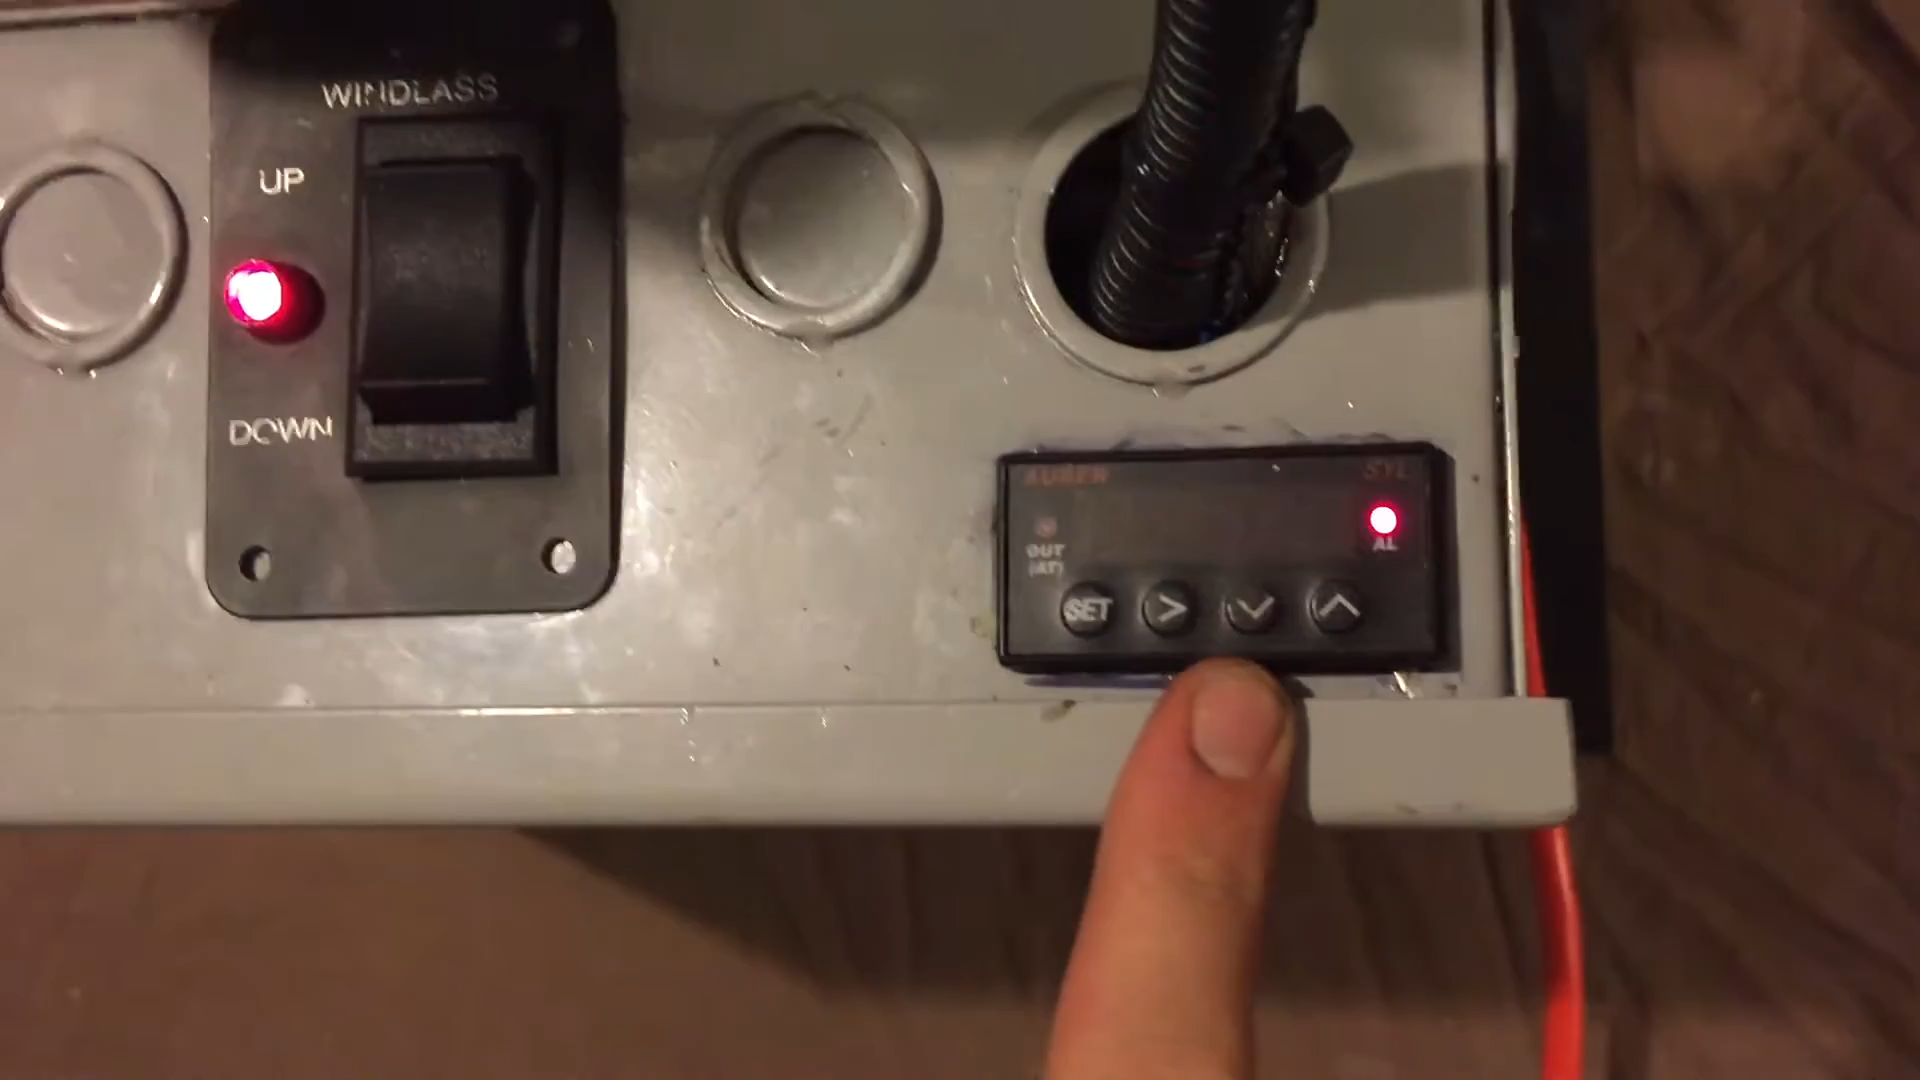 WINDLASS
UP
DOWN
AUBER
SYL
OUT
(AT)
AL
SET